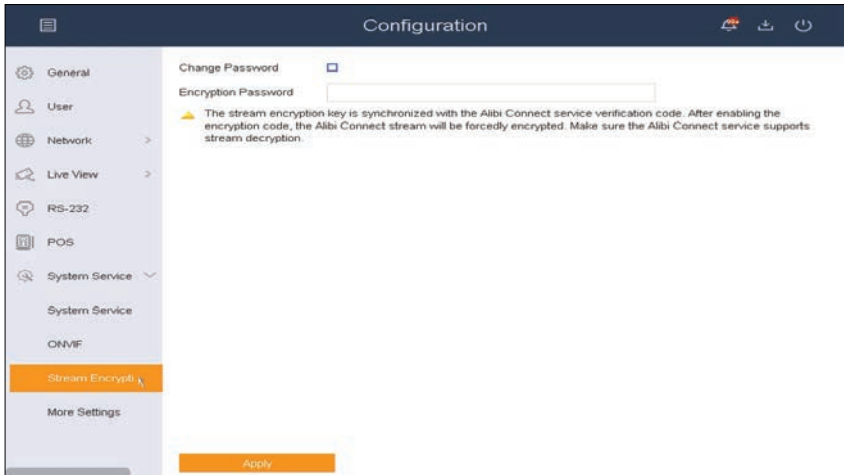 Configuration
99+
General
User
Network
Live View
RS-232
POS
System Service
System Service
ONVIF
Stream Encrypti
More Settings
Change Password
Encryption Password
The stream encryption key is synchronized with the Alibi Connect service verification code. After enabling the
encryption code, the Alibi Connect stream will be forcedly encrypted. Make sure the Alibi Connect service supports
stream decryption.
Apply